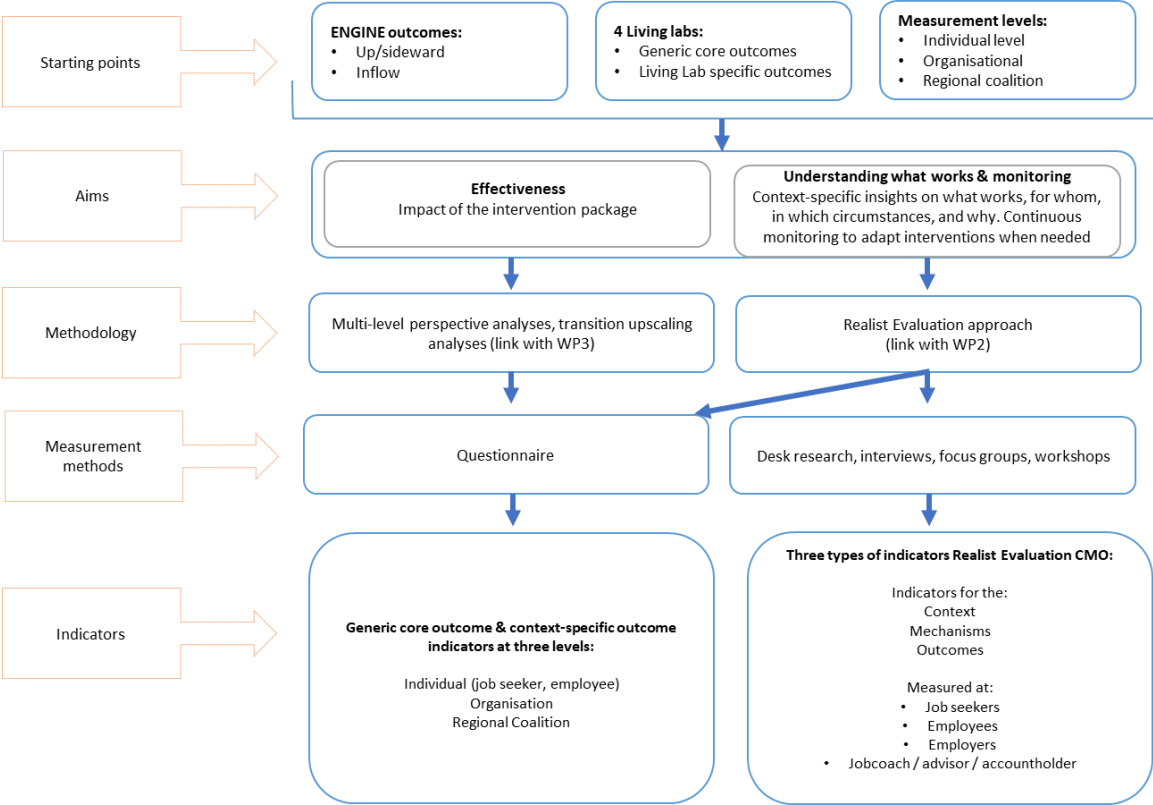 Starting points
ENGINE outcomes:
• Up/sideward
• Inflow
4 Living labs:
• Generic core outcomes
• Living Lab specific outcomes
Measurement levels:
• Individual level
• Organisational
• Regional coalition
Aims
Effectiveness
Impact of the intervention package
Understanding what works & monitoring
Context-specific insights on what works, for whom,
in which circumstances, and why. Continuous
monitoring to adapt interventions when needed
Methodology
Multi-level perspective analyses, transition upscaling
analyses (link with WP3)
Realist Evaluation approach
(link with WP2)
Measurement
methods
Questionnaire
Desk research, interviews, focus groups, workshops
Indicators
Generic core outcome & context-specific outcome
indicators at three levels:
Individual (job seeker, employee)
Organisation
Regional Coalition
Three types of indicators Realist Evaluation CMO:
Indicators for the:
Context
Mechanisms
Outcomes
Measured at:
• Job seekers
• Employees
• Employers
• Jobcoach / advisor / accountholder